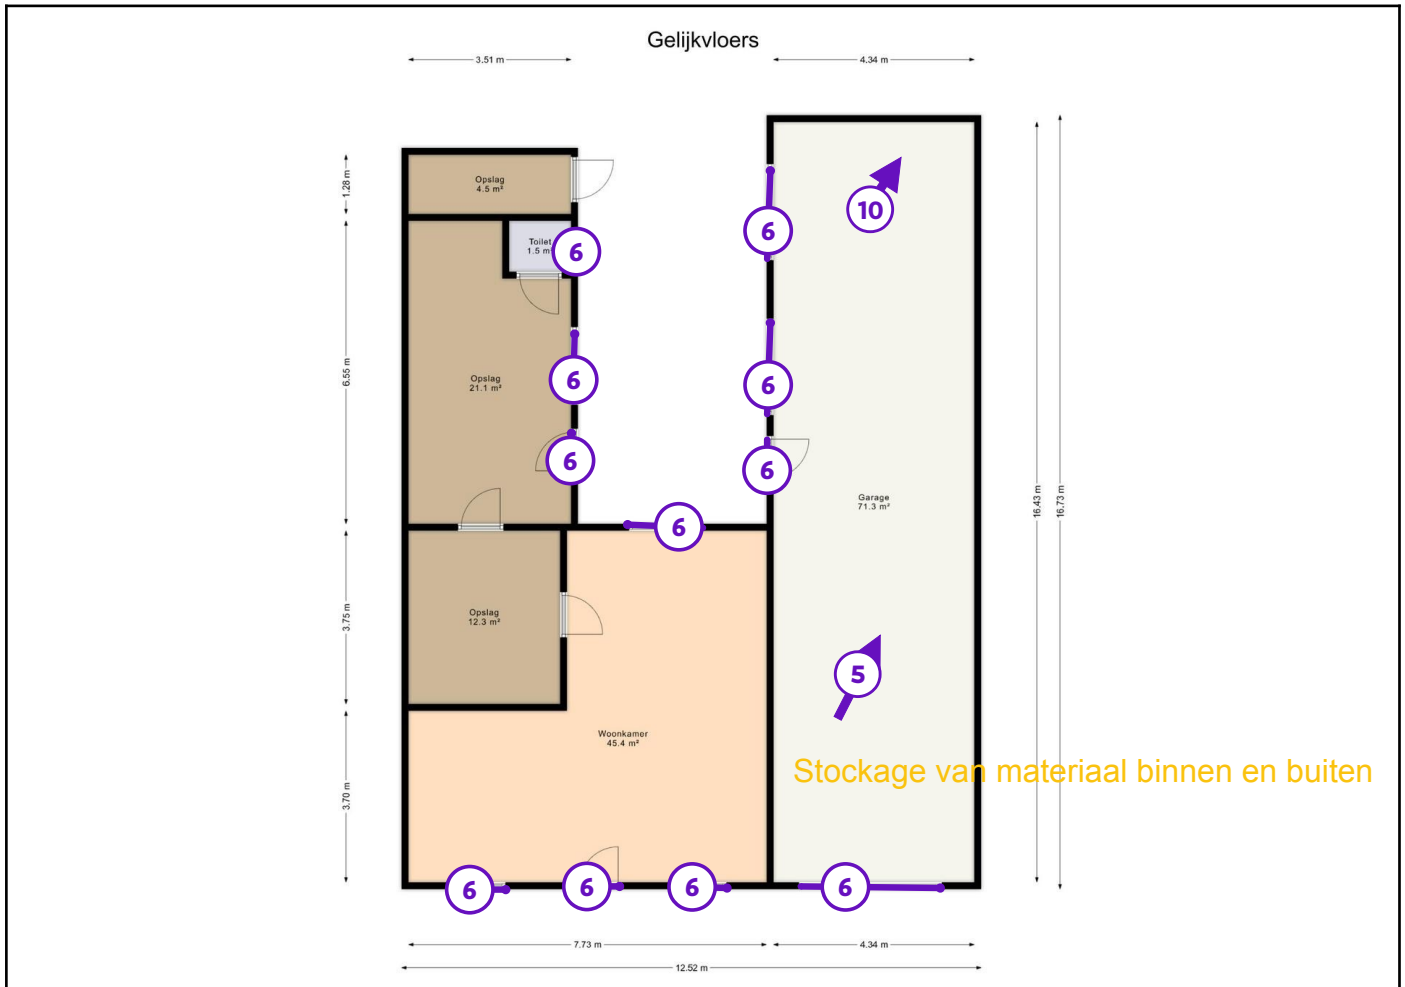 Gelijkvloers
3.51 m
4.34 m
1.28 m
6.55 m
3.75 m
3.70 m
Opslag
4.5 m²
Toilet
1.5 m
6
10
6
Opslag
21.1 m²
6
6
6
6
6
Garage
71.3 m²
16.43 m
16.73 m
Opslag
12.3 m²
5
Woonkamer
45.4 m²
Stockage van materiaal binnen en buiten
6
6
6
6
7.73 m
4.34 m
12.52 m